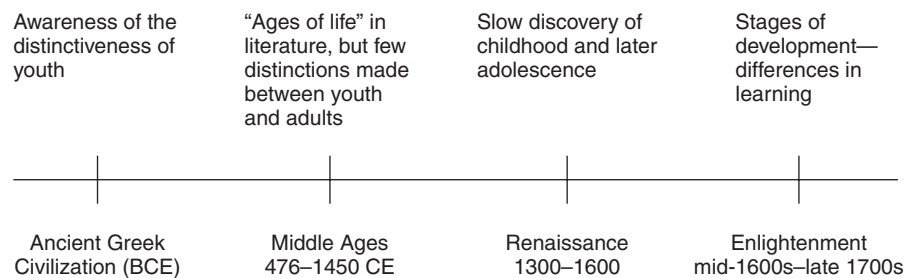 Awareness of the
distinctiveness of
youth
“Ages of life” in
literature, but few
distinctions made
between youth
and adults
Slow discovery of
childhood and later
adolescence
Stages of
development—
differences in
learning
Ancient Greek
Civilization (BCE)
Middle Ages
476–1450 CE
Renaissance
1300–1600
Enlightenment
mid-1600s–late 1700s